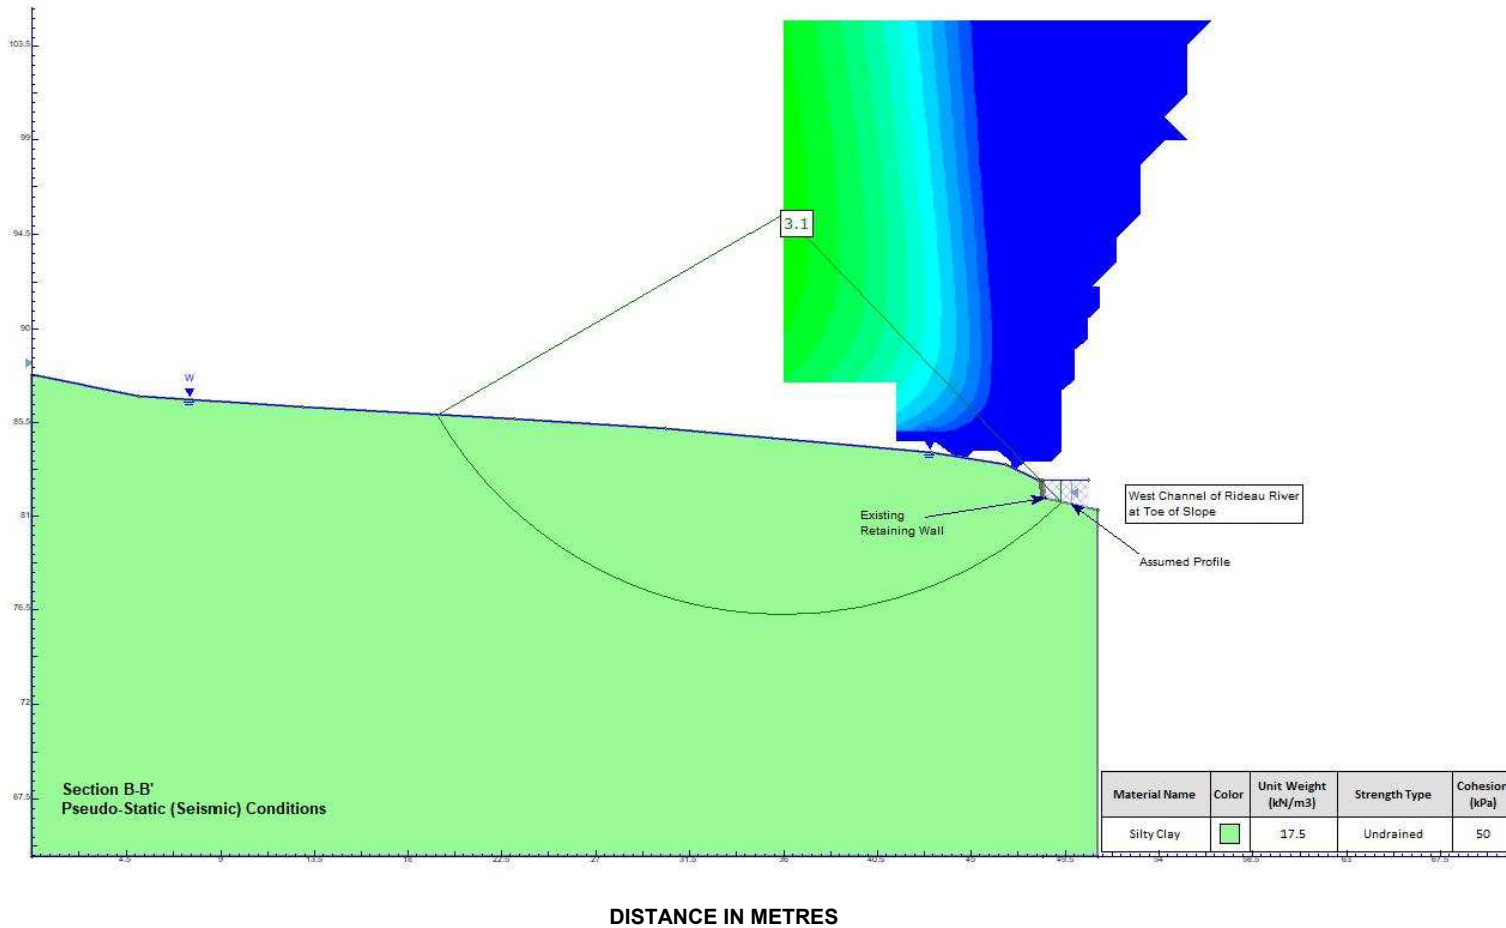 103.5
99
94.5
90
85.5
81
76.5
72
67.5
3.1
W
Existing
Retaining Wall
West Channel of Rideau River
at Toe of Slope
Assumed Profile
Section B-B'
Pseudo-Static (Seismic) Conditions
Material Name Color Unit Weight (kN/m3) Strength Type Cohesion (kPa)
Silty Clay 17.5 Undrained 50
4.5 9 13.5 18 22.5 27 31.5 36 40.5 45 49.5 54 58.5 63 67.5
DISTANCE IN METRES